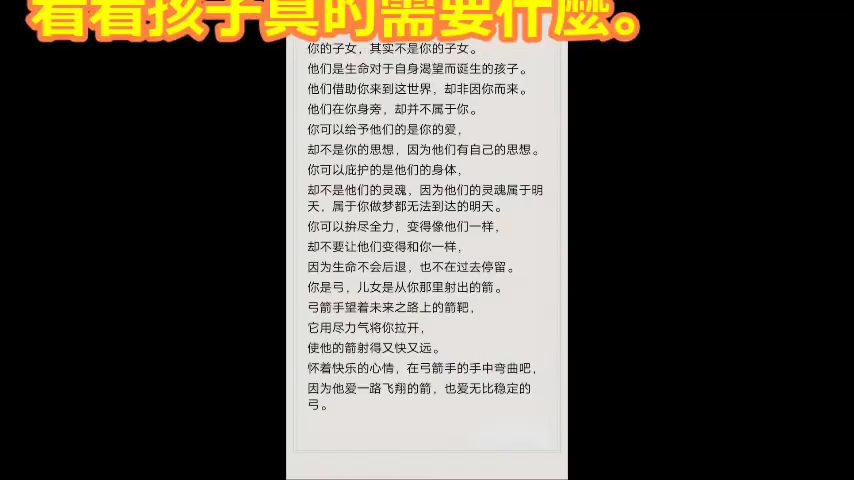 看看孩子真的需要什麼。
你的子女，其实不是你的子女。
他们是生命对于自身渴望而诞生的孩子。
他们借助你来到这世界，却非因你而来。
他们在你身旁，却并不属于你。
你可以给予他们的是你的爱，
却不是你的思想，因为他们有自己的思想。
你可以庇护的是他们的身体，
却不是他们的灵魂，因为他们的灵魂属于明
天，属于你做梦都无法到达的明天。
你可以拚尽全力，变得像他们一样，
却不要让他们变得和你一样，
因为生命不会后退，也不在过去停留。
你是弓，儿女是从你那里射出的箭。
弓箭手望着未来之路上的箭靶，
它用尽力气将你拉开，
使他的箭射得又快又远。
怀着快乐的心情，在弓箭手的手中弯曲吧，
因为他爱一路飞翔的箭，也爱无比稳定的
弓。